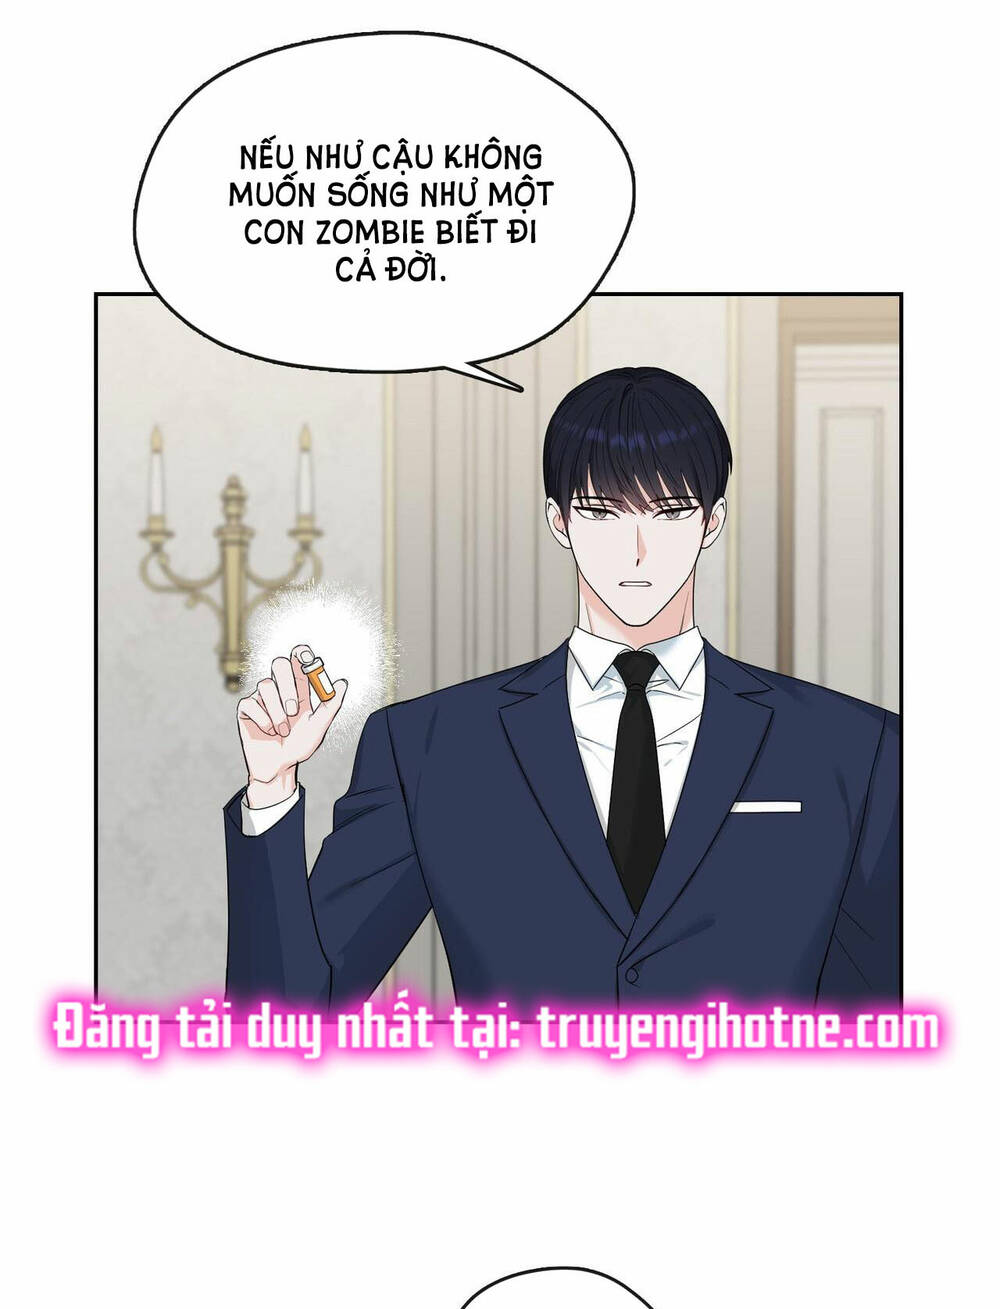 NẾU NHƯ CẬU KHÔNG
MUỐN SỐNG NHƯ MỘT
CON ZOMBIE BIẾT ĐI
CẢ ĐỜI.
Đăng tải duy nhất tại: truyengihotne.com